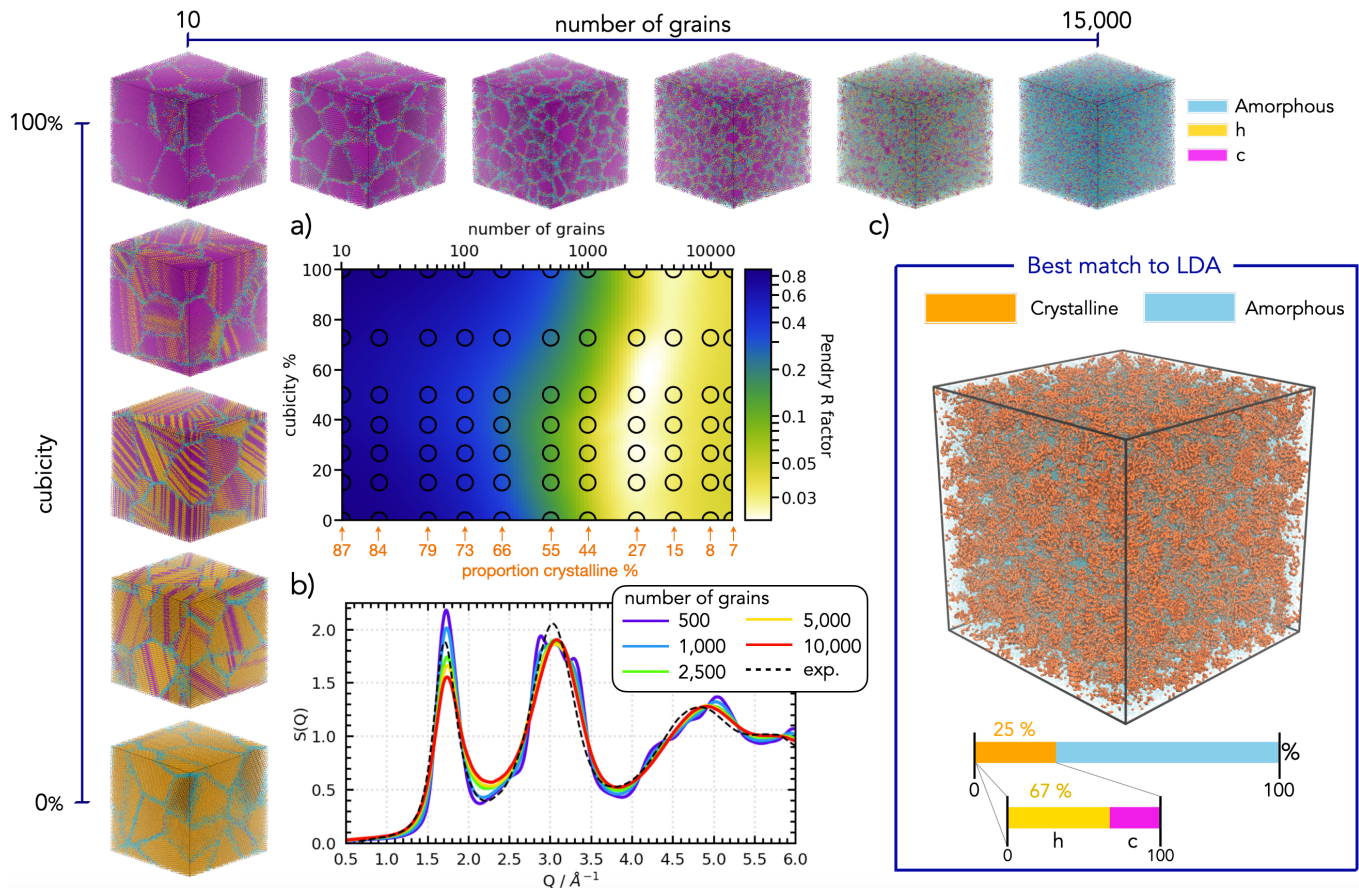 10
number of grains
15,000
100%
Amorphous
h
c
cubicity
0%
a)
number of grains
10 100 1000 10000
100
80
60
40
20
0
cubicity %
0.8
0.6
0.4
0.2
0.1
0.05
0.03
Pendry R factor
87 84 79 73 66 55 44 27 15 8 7
proportion crystalline %
b)
number of grains
500 5,000
1,000 10,000
2,500 exp.
2.0
1.5
1.0
0.5
0.0
S(Q)
0.5 1.0 1.5 2.0 2.5 3.0 3.5 4.0 4.5 5.0 5.5 6.0
Q / Å⁻¹
c)
Best match to LDA
Crystalline Amorphous
25 %
%
0 100
67 %
h c
0 100